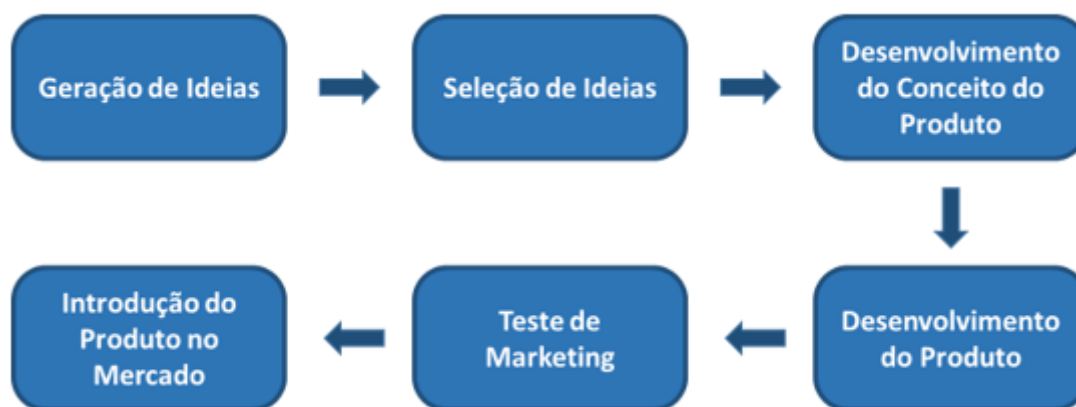 Geração de Ideias
Seleção de Ideias
Desenvolvimento
do Conceito do
Produto
Desenvolvimento
do Produto
Teste de
Marketing
Introdução do
Produto no
Mercado